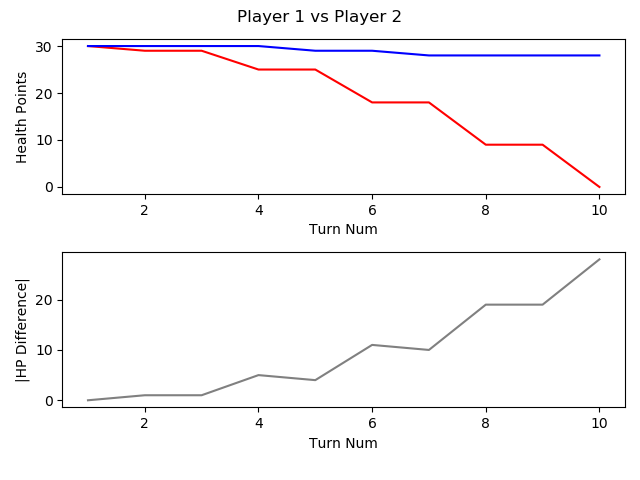 Player 1 vs Player 2
30
20
10
0
Health Points
2 4 6 8 10
Turn Num
20
10
0
|HP Difference|
2 4 6 8 10
Turn Num